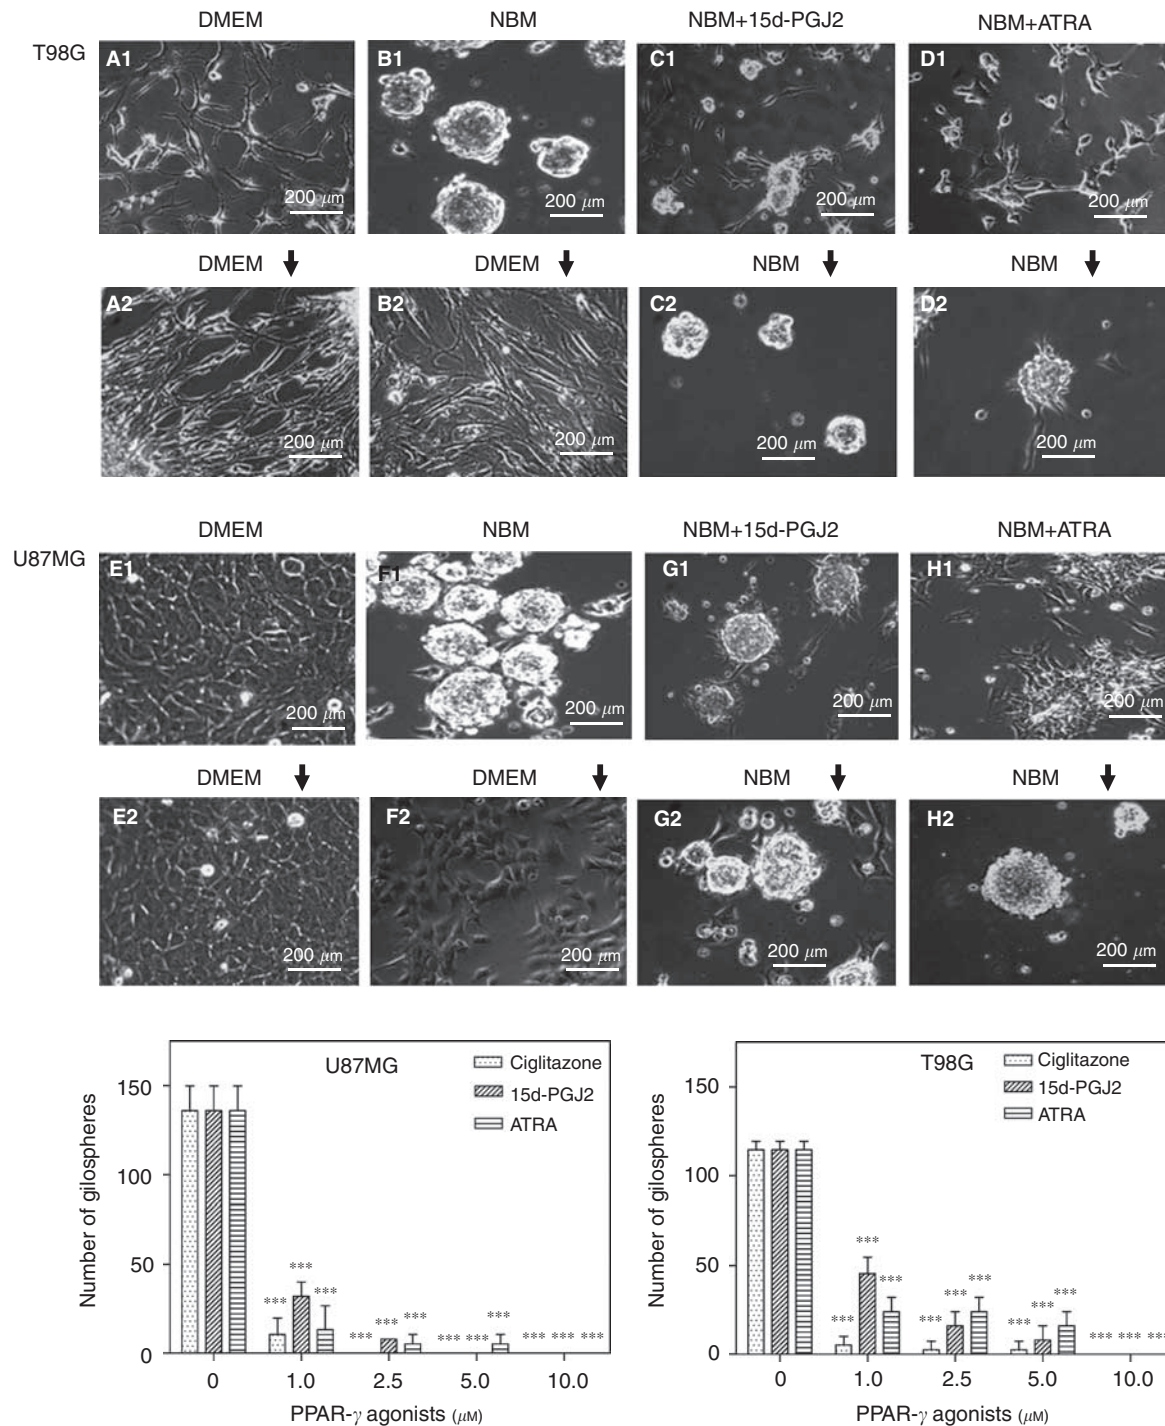 DMEM NBM NBM+15d-PGJ2 NBM+ATRA
T98G
A1 B1 C1 D1
200 µm 200 µm 200 µm 200 µm
DMEM DMEM NBM NBM
A2 B2 C2 D2
200 µm 200 µm 200 µm 200 µm
DMEM NBM NBM+15d-PGJ2 NBM+ATRA
U87MG
E1 F1 G1 H1
200 µm 200 µm 200 µm 200 µm
DMEM DMEM NBM NBM
E2 F2 G2 H2
200 µm 200 µm 200 µm 200 µm
U87MG
Ciglitazone
15d-PGJ2
ATRA
Number of gilospheres
150
100
50
0
*** *** ***
*** *** ***
*** *** ***
*** *** ***
0 1.0 2.5 5.0 10.0
PPAR-γ agonists (µM)
T98G
Ciglitazone
15d-PGJ2
ATRA
Number of gilospheres
150
100
50
0
*** *** ***
*** *** ***
*** *** ***
*** *** ***
0 1.0 2.5 5.0 10.0
PPAR-γ agonists (µM)